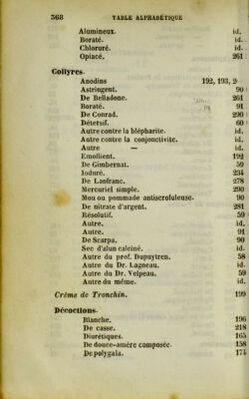 568 TABLE ALPHABÉTIQUE
Alumineux. id.
Boraté. id.
Chloruré. id.
Opiacé. 261
Collyres.
Anodins 192, 193, 2
Astringent. 90
De Belladone. 261
Boraté. 91
De Conrad. 290
Détersif. 60
Autre contre la blépharite. id.
Autre contre la conjonctivite. id.
Autre — id.
Emollient. 192
De Gimbernat. 59
Ioduré. 234
De Lanfranc. 278
Mercuriel simple. 290
Mou ou pommade antiscrofuleuse. 90
De nitrate d'argent. 281
Résolutif. 59
Autre. id.
Autre. 91
De Scarpa. 90
Sec d'alun calciné. id.
Autre du prof. Dupuytren. 58
Autre du Dr. Lagneau. id.
Autre du Dr. Velpeau. 59
Autre du même. id.
Crème de Tronchin. 199
Décoctions.
Blanche. 196
De casse. 218
Diurétiques. 165
De douce-amère composée. 158
De polygala. 174